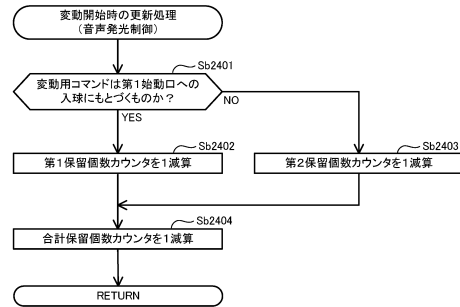 変動開始時の更新処理
(音声発光制御)
Sb2401
変動用コマンドは第1始動口への
入球にもとづくものか？
NO
YES
Sb2402
第1保留個数カウンタを1減算
Sb2403
第2保留個数カウンタを1減算
Sb2404
合計保留個数カウンタを1減算
RETURN